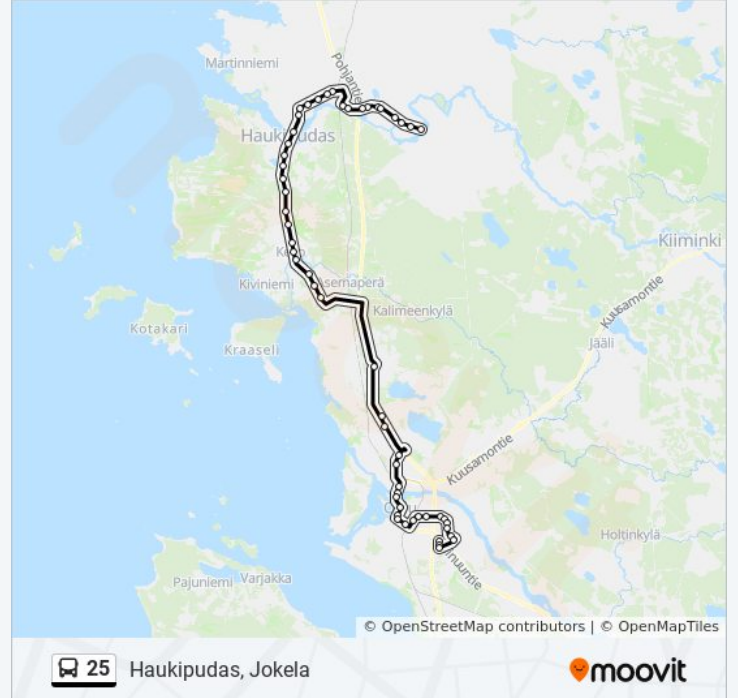 Martinniemi
Pohjantie
Haukipudas
Kiiminki
Kuusamontie
Kiviniemi
Asemaperä
Kalimeenkylä
Kotakari
Jääli
Kraaseli
Kuusamontie
Holtinkylä
Pajuniemi
Varjakka
© OpenStreetMap contributors | © OpenMapTiles
25 Haukipudas, Jokela
moovit